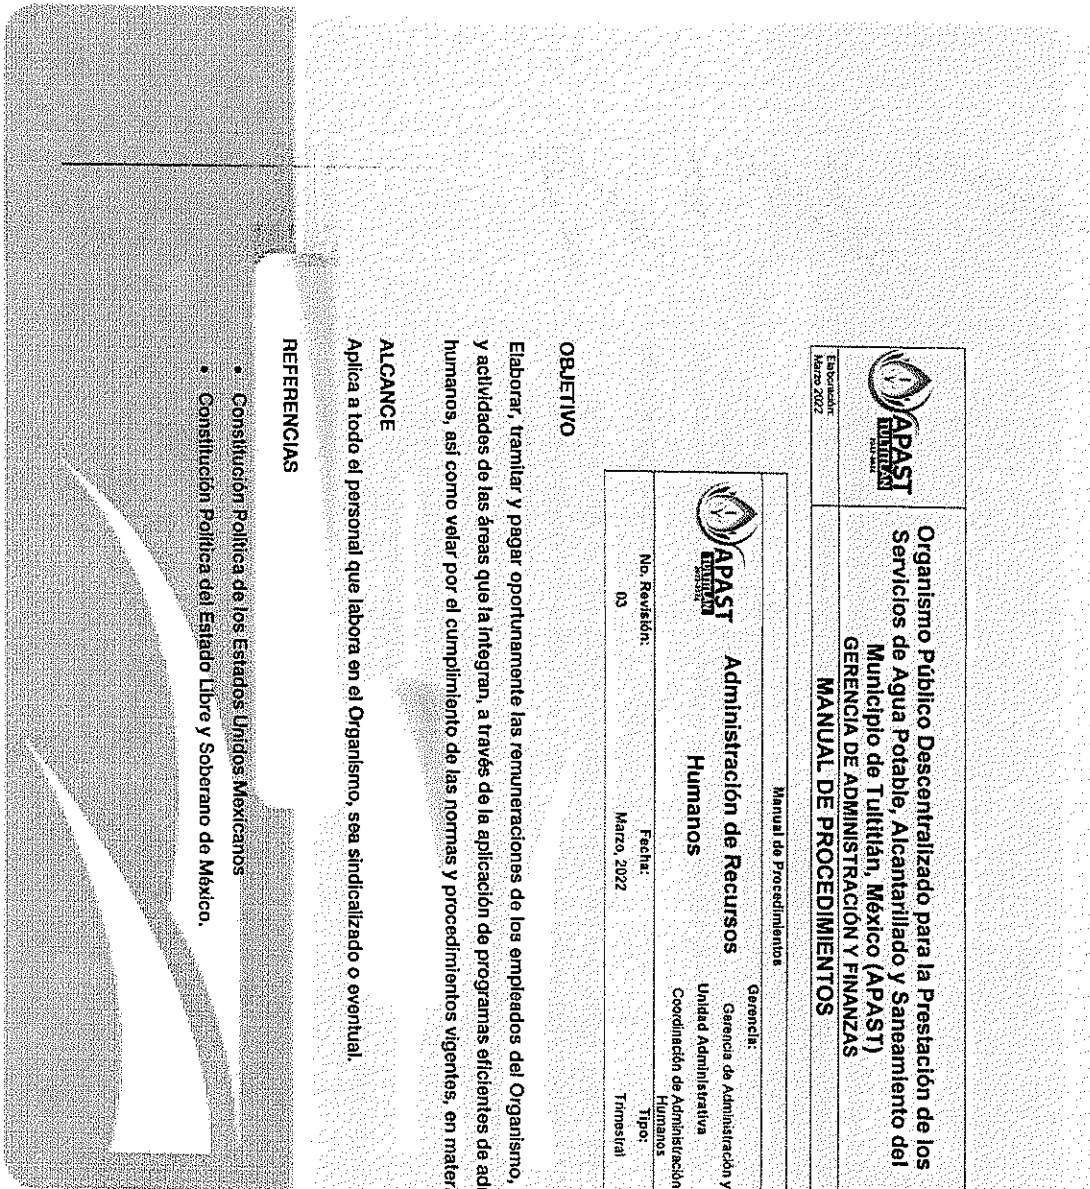 APAST
TULTITLÁN
Elaboración:
Marzo 2022
Organismo Público Descentralizado para la Prestación de los
Servicios de Agua Potable, Alcantarillado y Saneamiento del
Municipio de Tultitlán, México (APAST)
GERENCIA DE ADMINISTRACIÓN Y FINANZAS
MANUAL DE PROCEDIMIENTOS
Manual de Procedimientos
APAST
TULTITLÁN
Administración de Recursos
Humanos
Gerencia:
Gerencia de Administración y
Unidad Administrativa
Coordinación de Administración
Humanos
No. Revisión:
03
Fecha:
Marzo, 2022
Tipo:
Trimestral
OBJETIVO
Elaborar, tramitar y pagar oportunamente las remuneraciones de los empleados del Organismo,
y actividades de las áreas que la integran, a través de la aplicación de programas eficientes de
humanos, así como velar por el cumplimiento de las normas y procedimientos vigentes, en
ALCANCE
Aplica a todo el personal que labora en el Organismo, sea sindicalizado o eventual.
REFERENCIAS
• Constitución Política de los Estados Unidos Mexicanos
• Constitución Política del Estado Libre y Soberano de México.